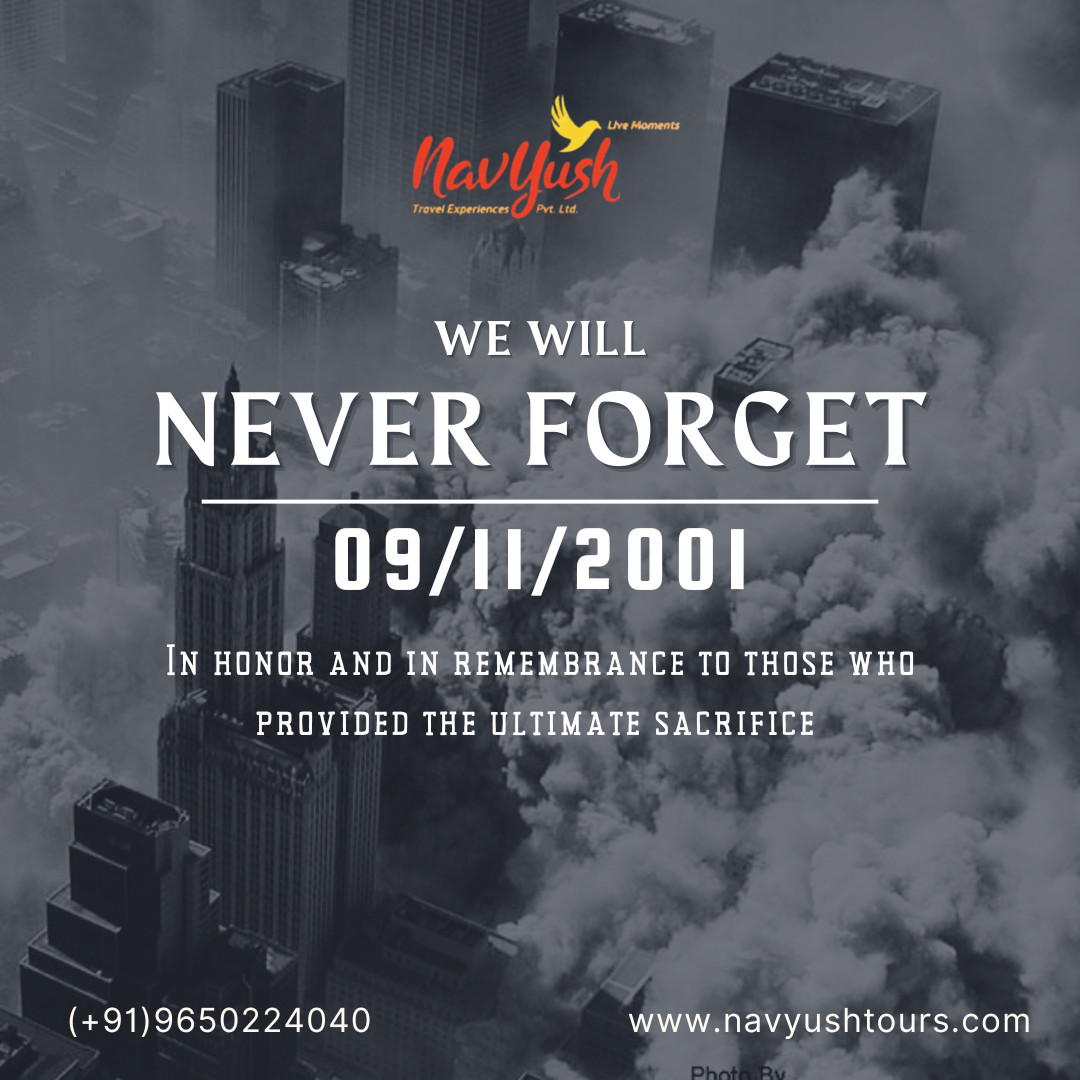 Live Moments
NavYush
Travel Experiences Pvt. Ltd.
WE WILL
NEVER FORGET
09/11/2001
In honor and in remembrance to those who
provided the ultimate sacrifice
(+91)9650224040
www.navyushtours.com
Photo By